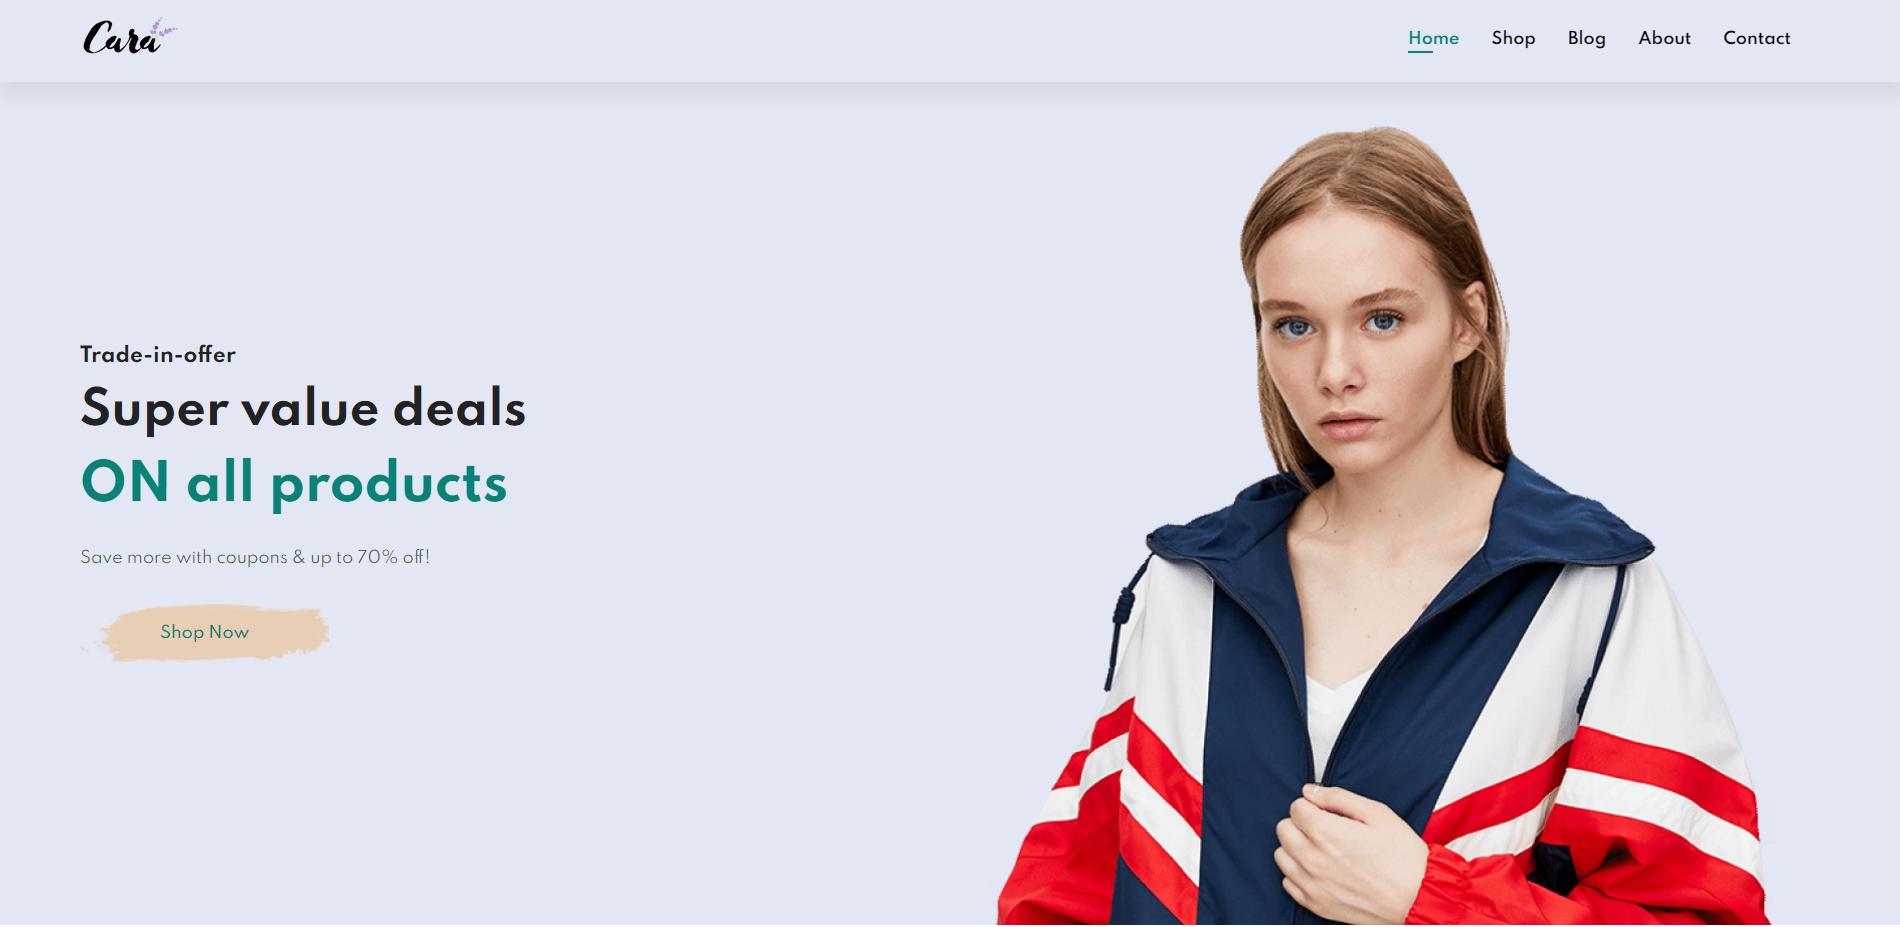 Cara
Home Shop Blog About Contact
Trade-in-offer
Super value deals
ON all products
Save more with coupons & up to 70% off!
Shop Now